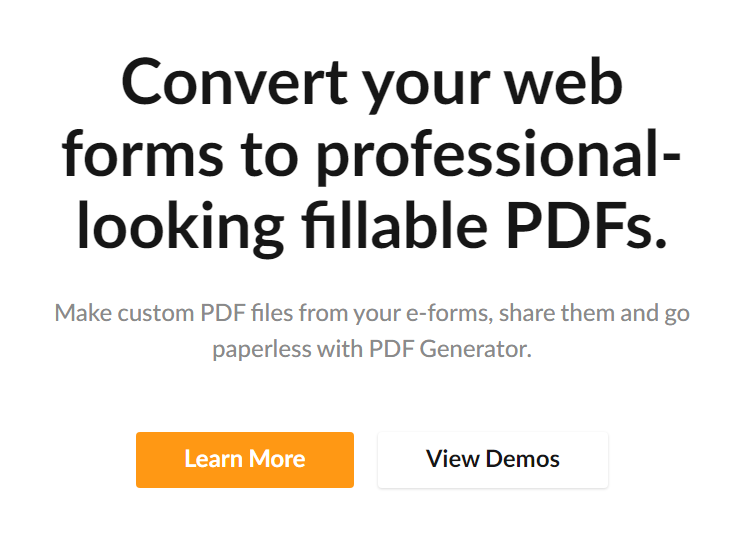 Convert your web
forms to professional-
looking fillable PDFs.
Make custom PDF files from your e-forms, share them and go
paperless with PDF Generator.
Learn More
View Demos